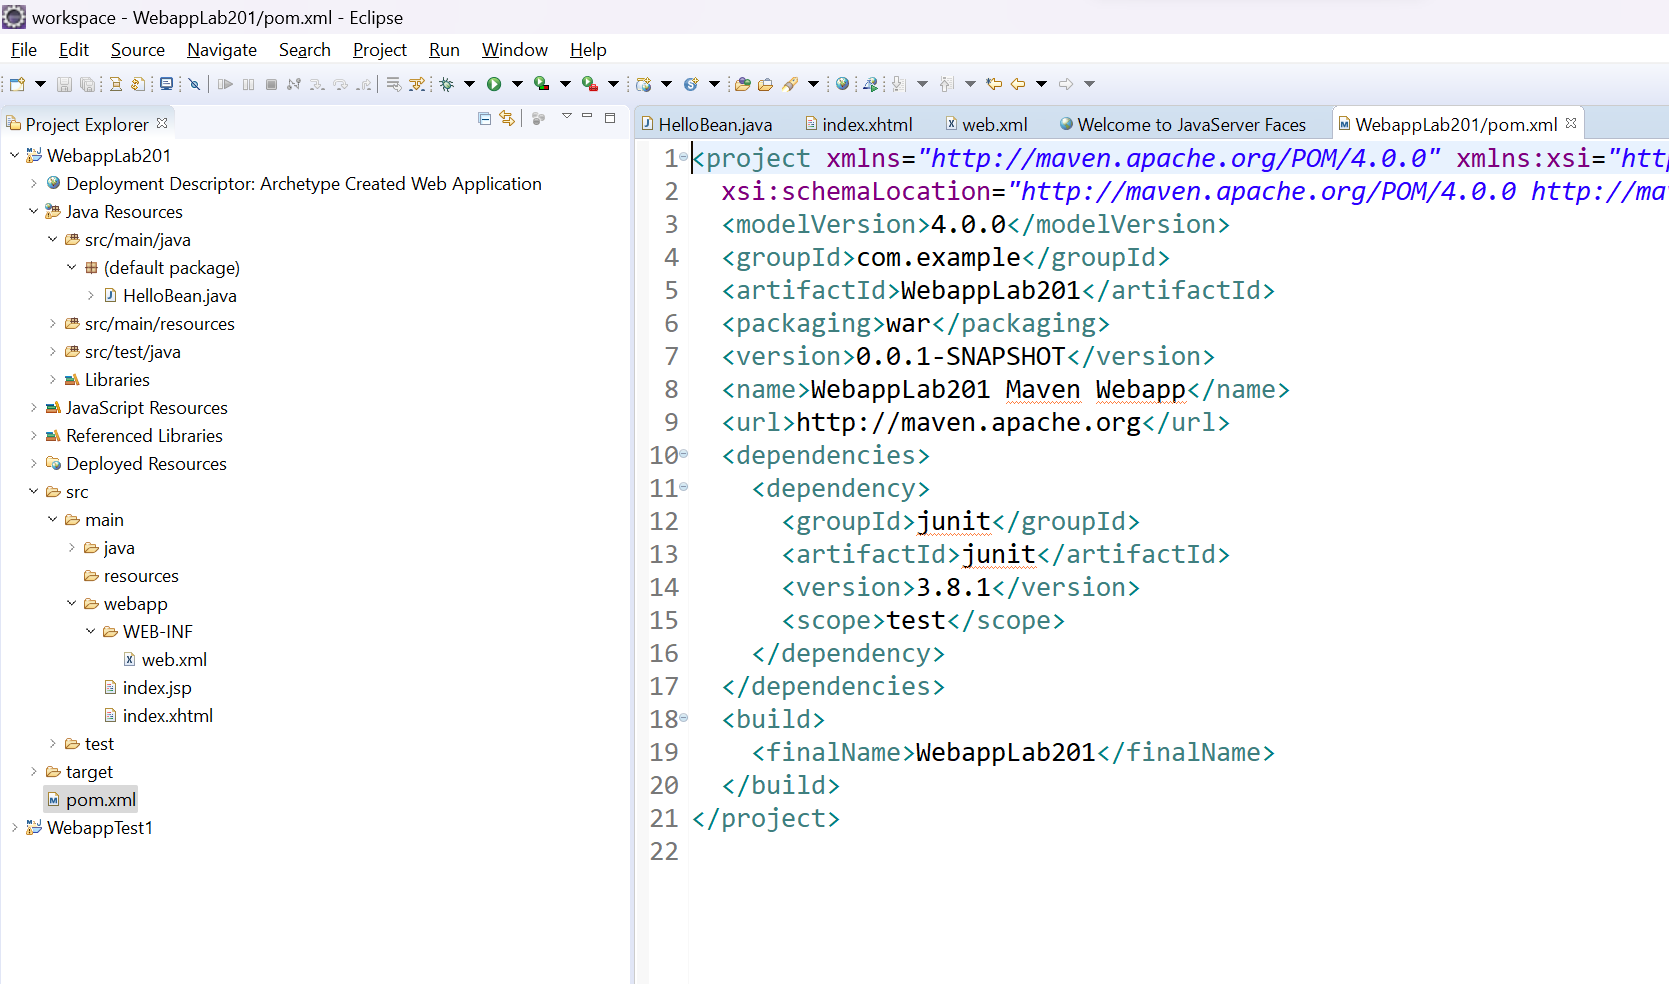 workspace - WebappLab201/pom.xml - Eclipse
File Edit Source Navigate Search Project Run Window Help
Project Explorer
WebappLab201
Deployment Descriptor: Archetype Created Web Application
Java Resources
src/main/java
(default package)
HelloBean.java
src/main/resources
src/test/java
Libraries
JavaScript Resources
Referenced Libraries
Deployed Resources
src
main
java
resources
webapp
WEB-INF
web.xml
index.jsp
index.xhtml
test
target
pom.xml
WebappTest1
HelloBean.java index.xhtml web.xml Welcome to JavaServer Faces WebappLab201/pom.xml
1 <project xmlns="http://maven.apache.org/POM/4.0.0" xmlns:xsi="htt
2 xsi:schemaLocation="http://maven.apache.org/POM/4.0.0 http://ma
3 <modelVersion>4.0.0</modelVersion>
4 <groupId>com.example</groupId>
5 <artifactId>WebappLab201</artifactId>
6 <packaging>war</packaging>
7 <version>0.0.1-SNAPSHOT</version>
8 <name>WebappLab201 Maven Webapp</name>
9 <url>http://maven.apache.org</url>
10 <dependencies>
11 <dependency>
12 <groupId>junit</groupId>
13 <artifactId>junit</artifactId>
14 <version>3.8.1</version>
15 <scope>test</scope>
16 </dependency>
17 </dependencies>
18 <build>
19 <finalName>WebappLab201</finalName>
20 </build>
21 </project>
22